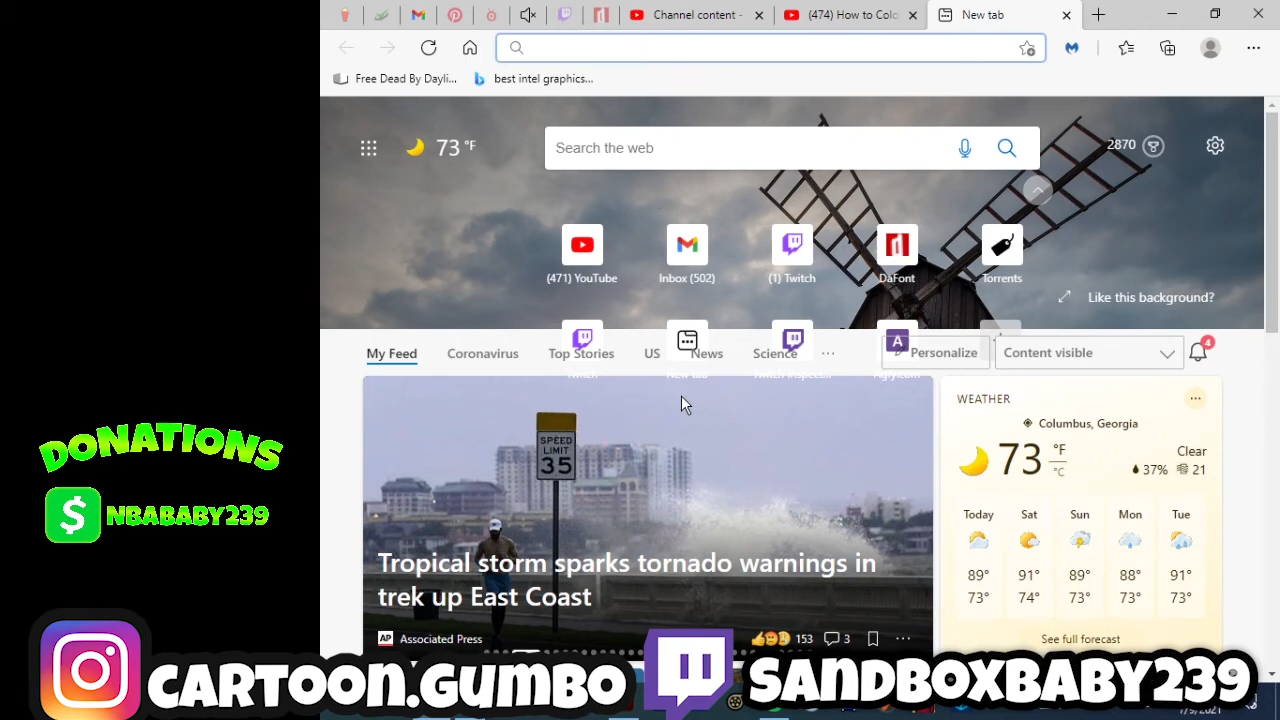 Channel content -
(474) How to Colo
New tab
Free Dead By Dayli...
best intel graphics...
73 °F
Search the web
2870
(471) YouTube
Inbox (502)
(1) Twitch
DaFont
Torrents
Like this background?
My Feed
Coronavirus
Top Stories
US
News
Science
...
Personalize
Content visible
4
Twitch
New tab
SPEED
LIMIT
35
Tropical storm sparks tornado warnings in
trek up East Coast
AP Associated Press
153
3
WEATHER
Columbus, Georgia
73 °F
°C
Clear
37% 21
Today Sat Sun Mon Tue
89° 91° 89° 88° 91°
73° 74° 73° 73° 73°
See full forecast
DONATIONS
$ NBABABY239
CARTOON.GUMBO
SANDBOXBABY239